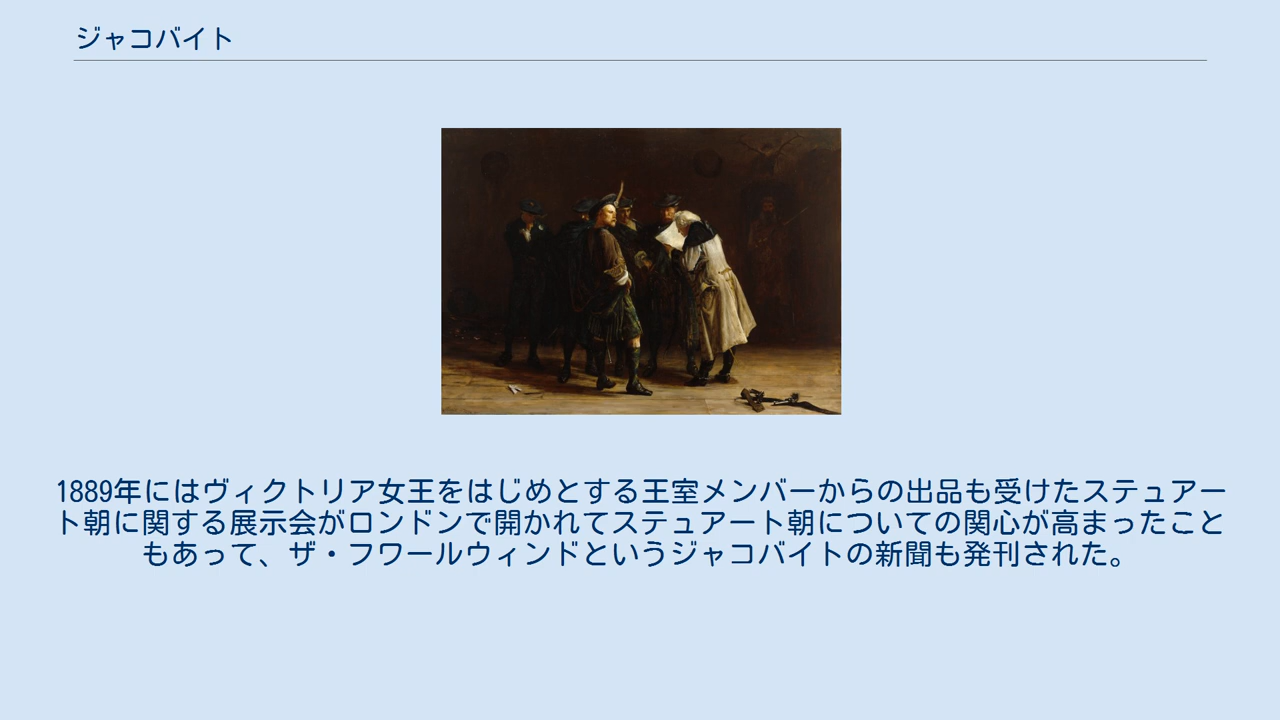 ジャコバイト
1889年にはヴィクトリア女王をはじめとする王室メンバーからの出品も受けたステュアー
ト朝に関する展示会がロンドンで開かれてステュアート朝についての関心が高まったこと
もあって、ザ・フワールウィンドというジャコバイトの新聞も発刊された。